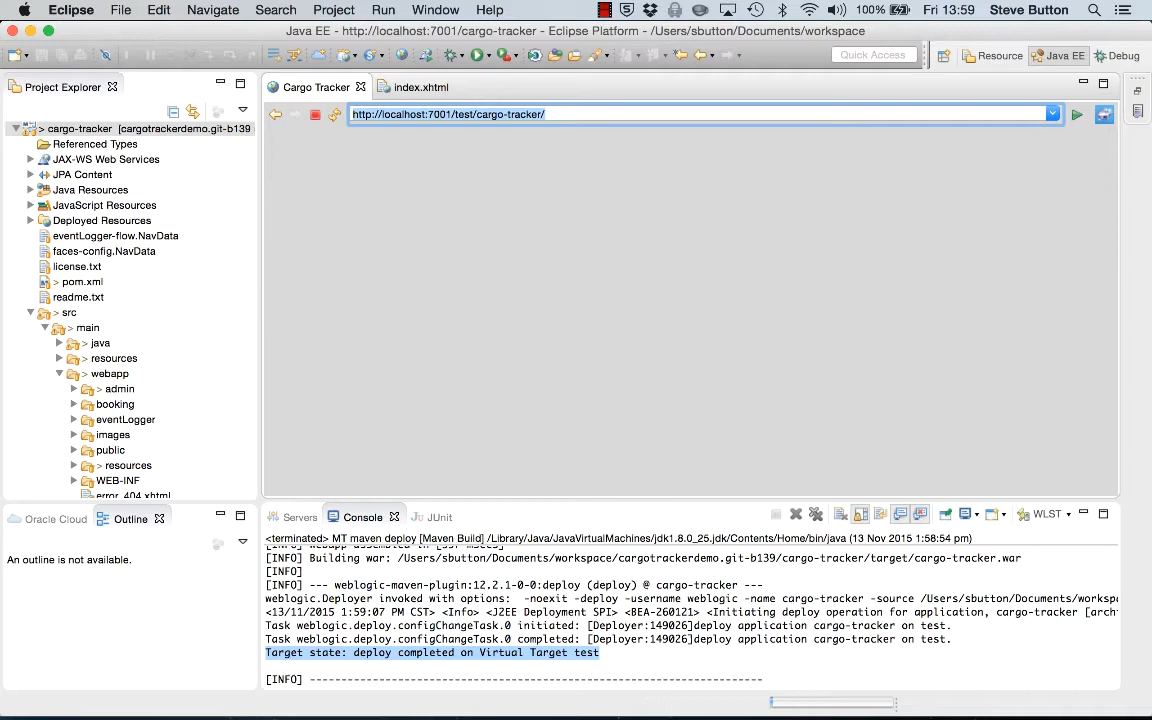 Eclipse File Edit Navigate Search Project Run Window Help 100% Fri 13:59 Steve Button
Java EE - http://localhost:7001/cargo-tracker - Eclipse Platform - /Users/sbutton/Documents/workspace
Quick Access Resource Java EE Debug
Project Explorer
Cargo Tracker index.xhtml
http://localhost:7001/test/cargo-tracker/
> cargo-tracker [cargotrackerdemo.git-b139
Referenced Types
JAX-WS Web Services
JPA Content
Java Resources
JavaScript Resources
Deployed Resources
eventLogger-flow.NavData
faces-config.NavData
license.txt
> pom.xml
readme.txt
> src
> main
> java
> resources
> webapp
> admin
booking
eventLogger
images
public
> resources
WEB-INF
error_404.xhtml
Oracle Cloud Outline
An outline is not available.
Servers Console JUnit WLST
<terminated> MT maven deploy [Maven Build] /Library/Java/JavaVirtualMachines/jdk1.8.0_25.jdk/Contents/Home/bin/java (13 Nov 2015 1:58:54 pm)
[INFO] Building war: /Users/sbutton/Documents/workspace/cargotrackerdemo.git-b139/cargo-tracker/target/cargo-tracker.war
[INFO]
[INFO] --- weblogic-maven-plugin:12.2.1-0-0:deploy (deploy) @ cargo-tracker ---
weblogic.Deployer invoked with options:  -noexit -deploy -username weblogic -name cargo-tracker -source /Users/sbutton/Documents/workspa
<13/11/2015 1:59:07 PM CST> <Info> <J2EE Deployment SPI> <BEA-260121> <Initiating deploy operation for application, cargo-tracker [arch
Task weblogic.deploy.configChangeTask.0 initiated: [Deployer:149026]deploy application cargo-tracker on test.
Task weblogic.deploy.configChangeTask.0 completed: [Deployer:149026]deploy application cargo-tracker on test.
Target state: deploy completed on Virtual Target test
[INFO] ------------------------------------------------------------------------